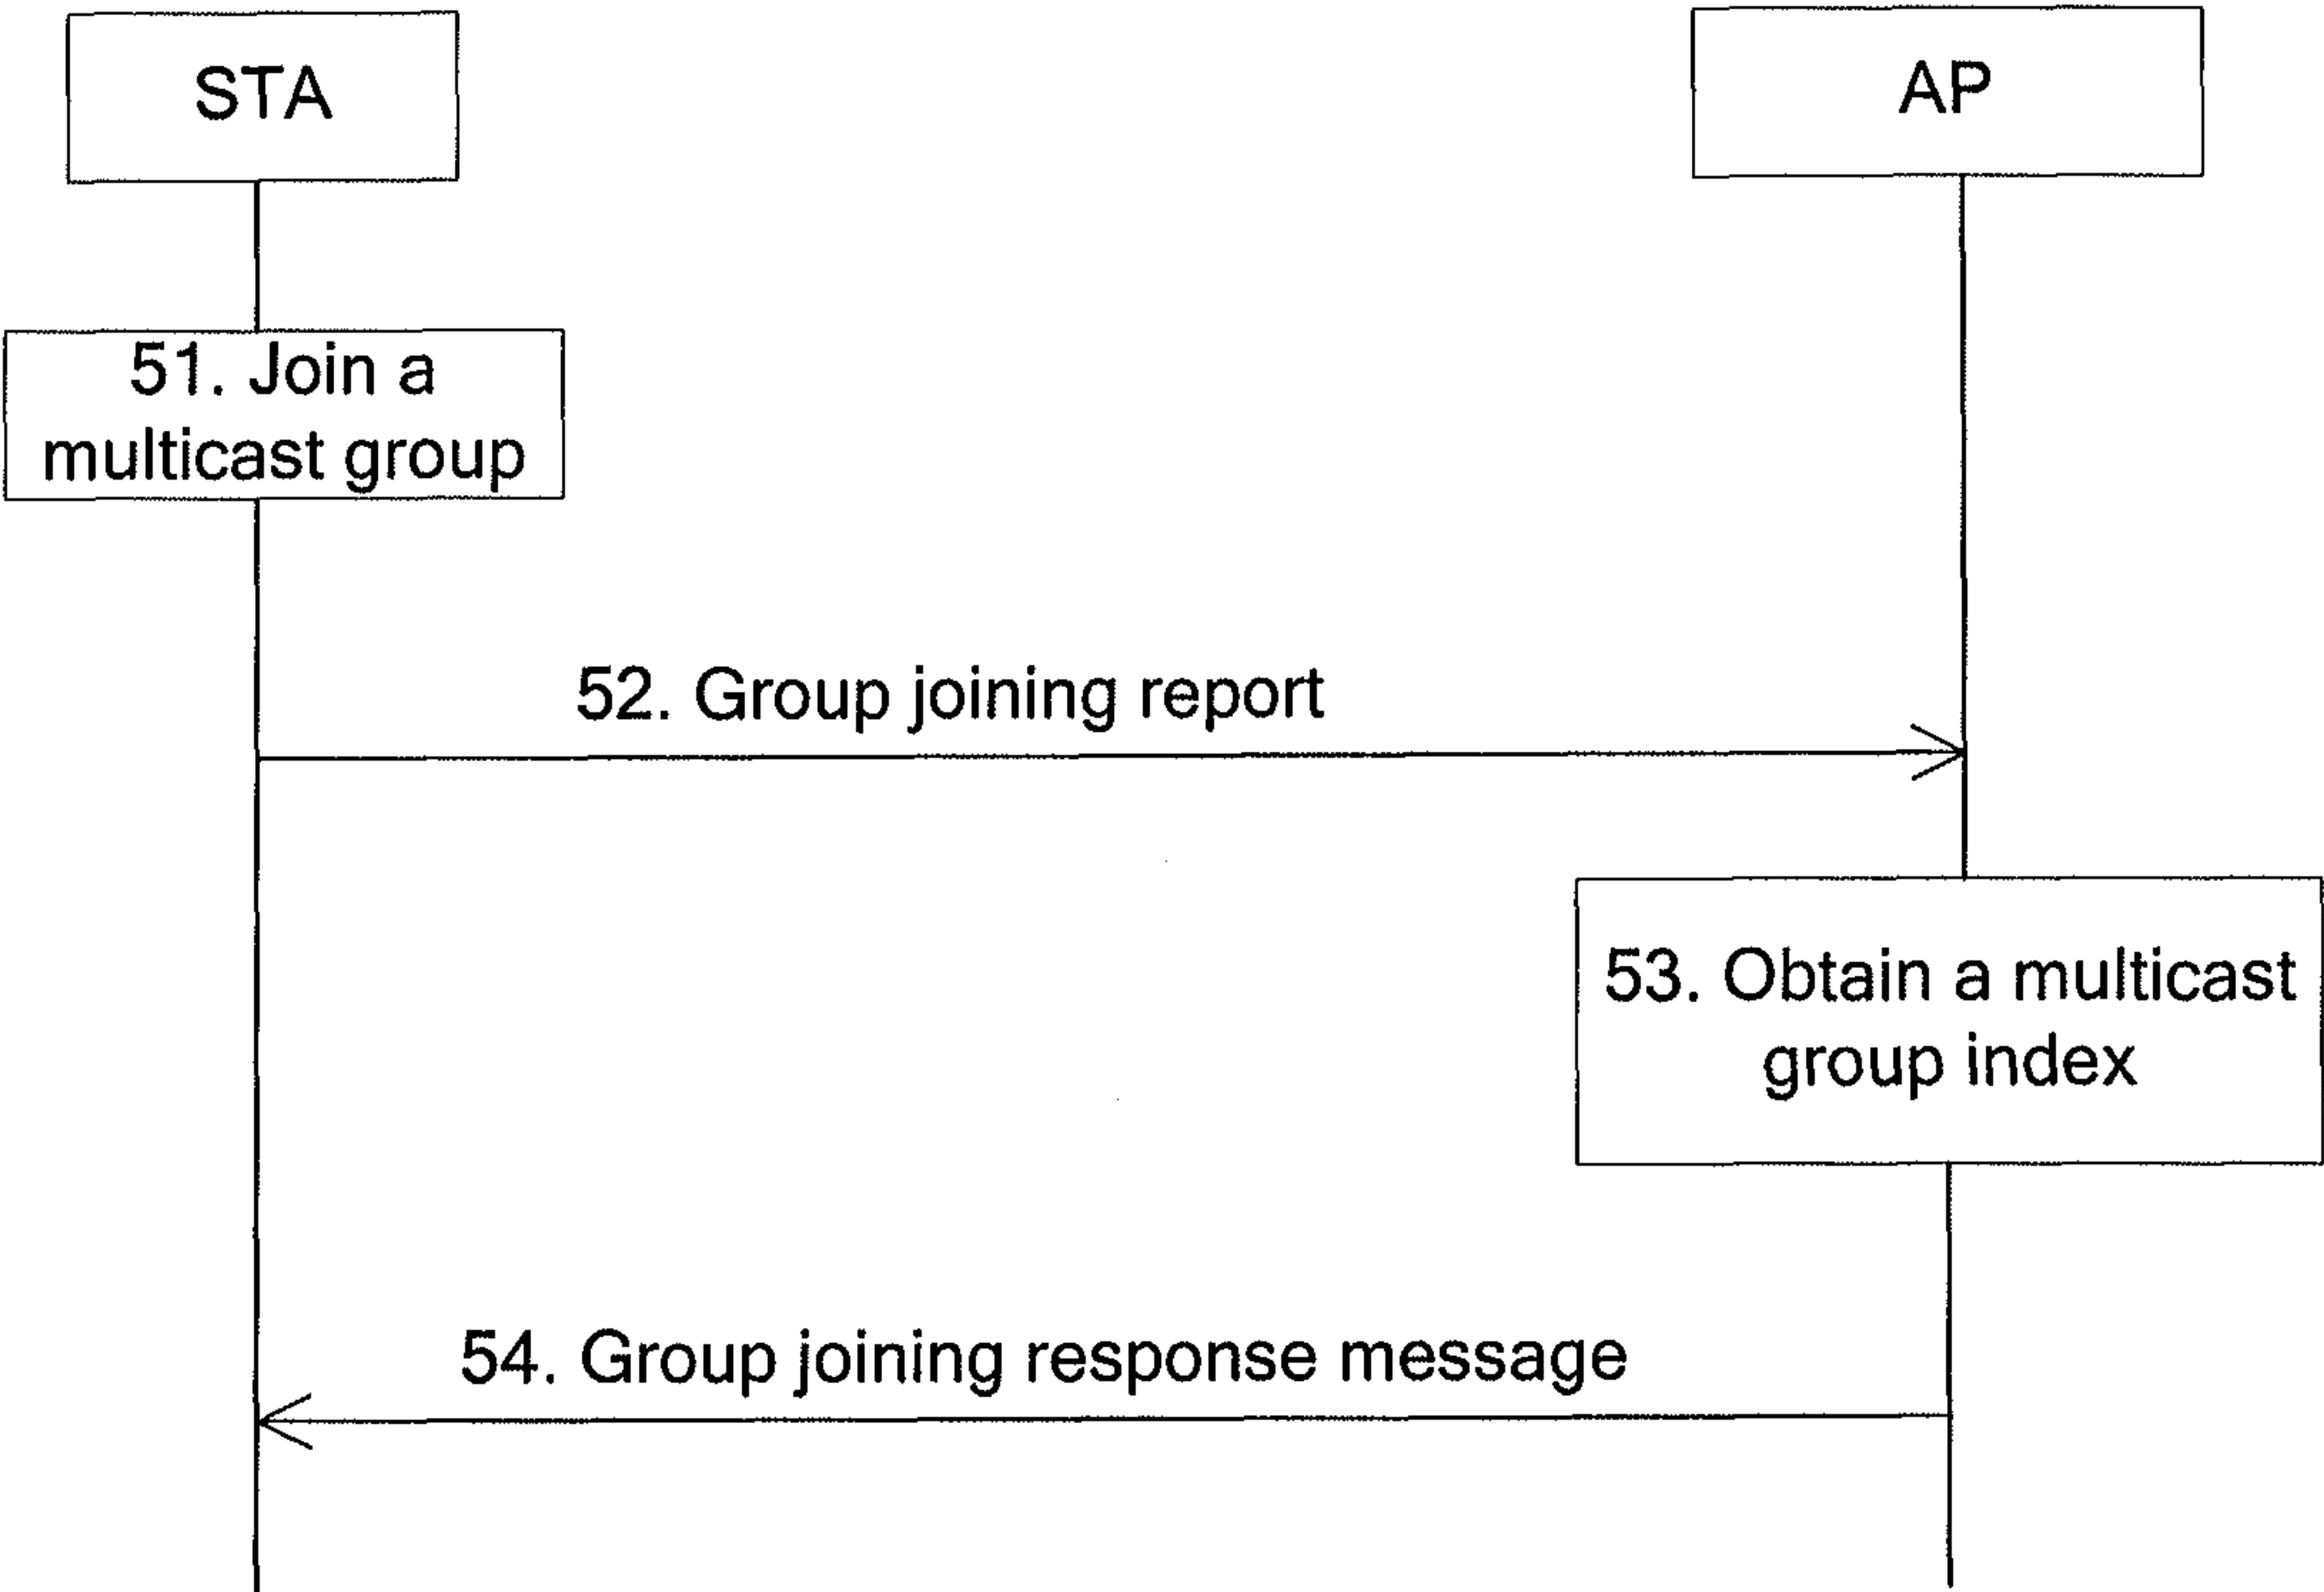 STA
AP
51. Join a
multicast group
52. Group joining report
53. Obtain a multicast
group index
54. Group joining response message